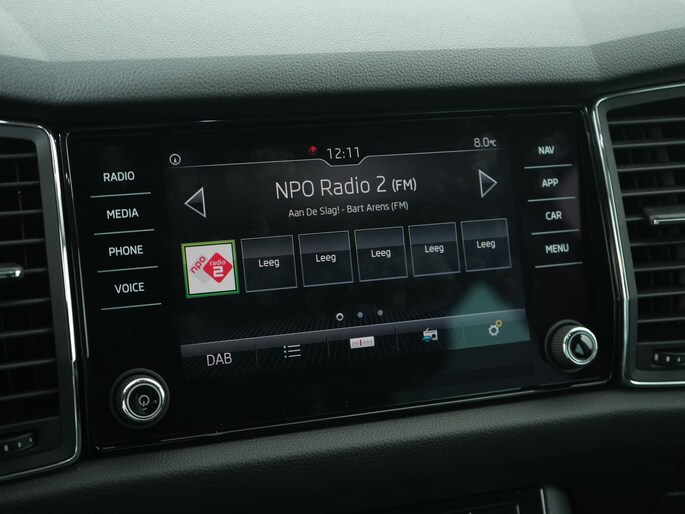 12:11
8.0°C
RADIO
MEDIA
PHONE
VOICE
NPO Radio 2 (FM)
Aan De Slag! - Bart Arens (FM)
npo radio 2
Leeg
Leeg
Leeg
Leeg
Leeg
DAB
NAV
APP
CAR
MENU